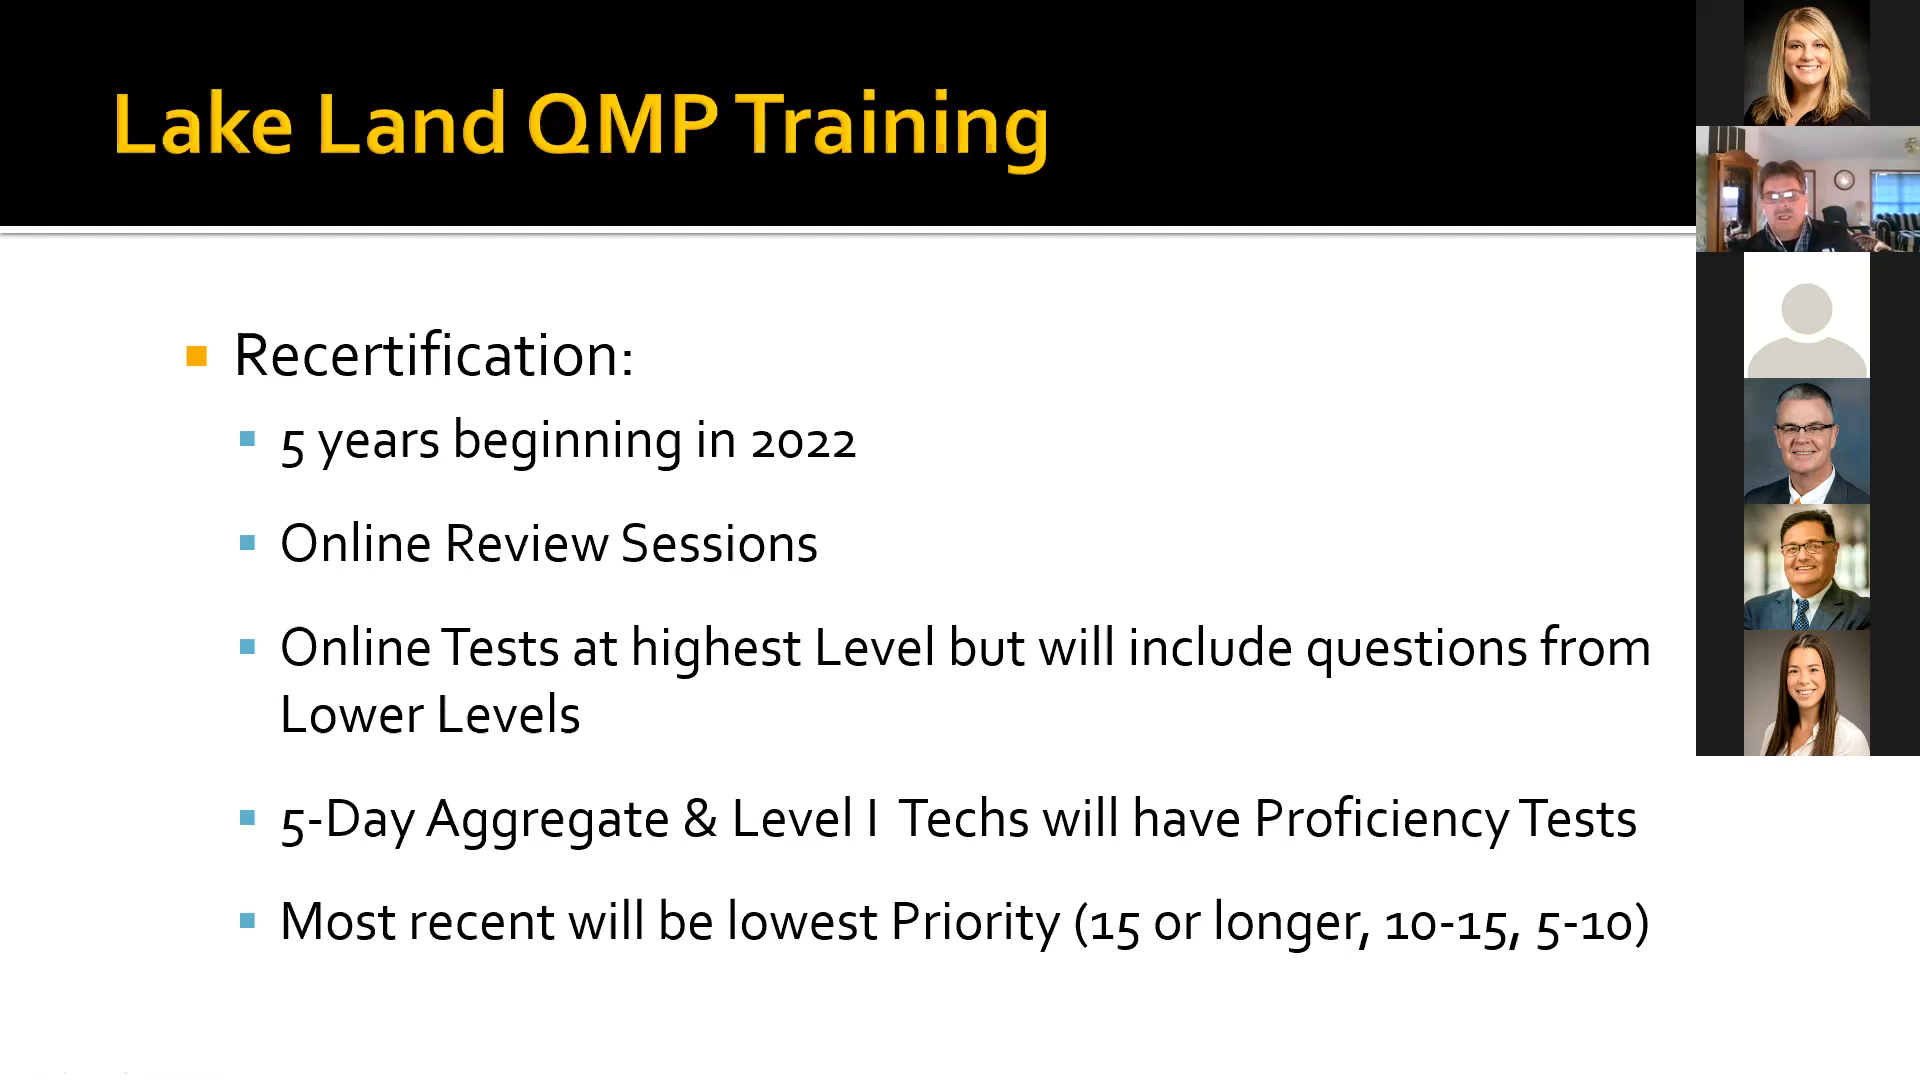 Lake Land QMP Training
Recertification:
5 years beginning in 2022
Online Review Sessions
Online Tests at highest Level but will include questions from
Lower Levels
5-Day Aggregate & Level I Techs will have Proficiency Tests
Most recent will be lowest Priority (15 or longer, 10-15, 5-10)